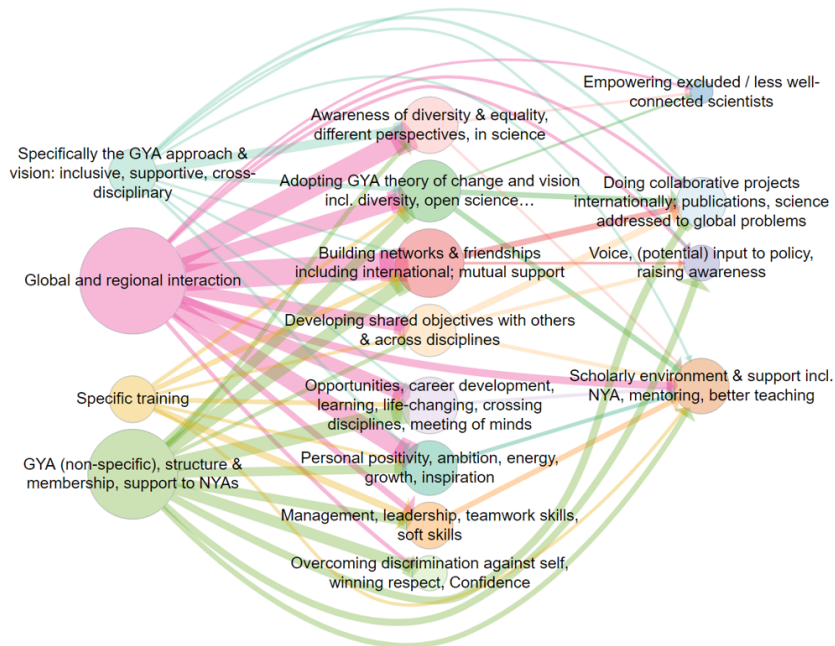 Specifically the GYA approach &
vision: inclusive, supportive, cross-
disciplinary
Global and regional interaction
Specific training
GYA (non-specific), structure &
membership, support to NYAs
Awareness of diversity & equality,
different perspectives, in science
Adopting GYA theory of change and vision
incl. diversity, open science...
Building networks & friendships
including international; mutual support
Developing shared objectives with others
& across disciplines
Opportunities, career development,
learning, life-changing, crossing
disciplines, meeting of minds
Personal positivity, ambition, energy,
growth, inspiration
Management, leadership, teamwork skills,
soft skills
Overcoming discrimination against self,
winning respect, Confidence
Empowering excluded / less well-
connected scientists
Doing collaborative projects
internationally; publications, science
addressed to global problems
Voice, (potential) input to policy,
raising awareness
Scholarly environment & support incl.
NYA, mentoring, better teaching